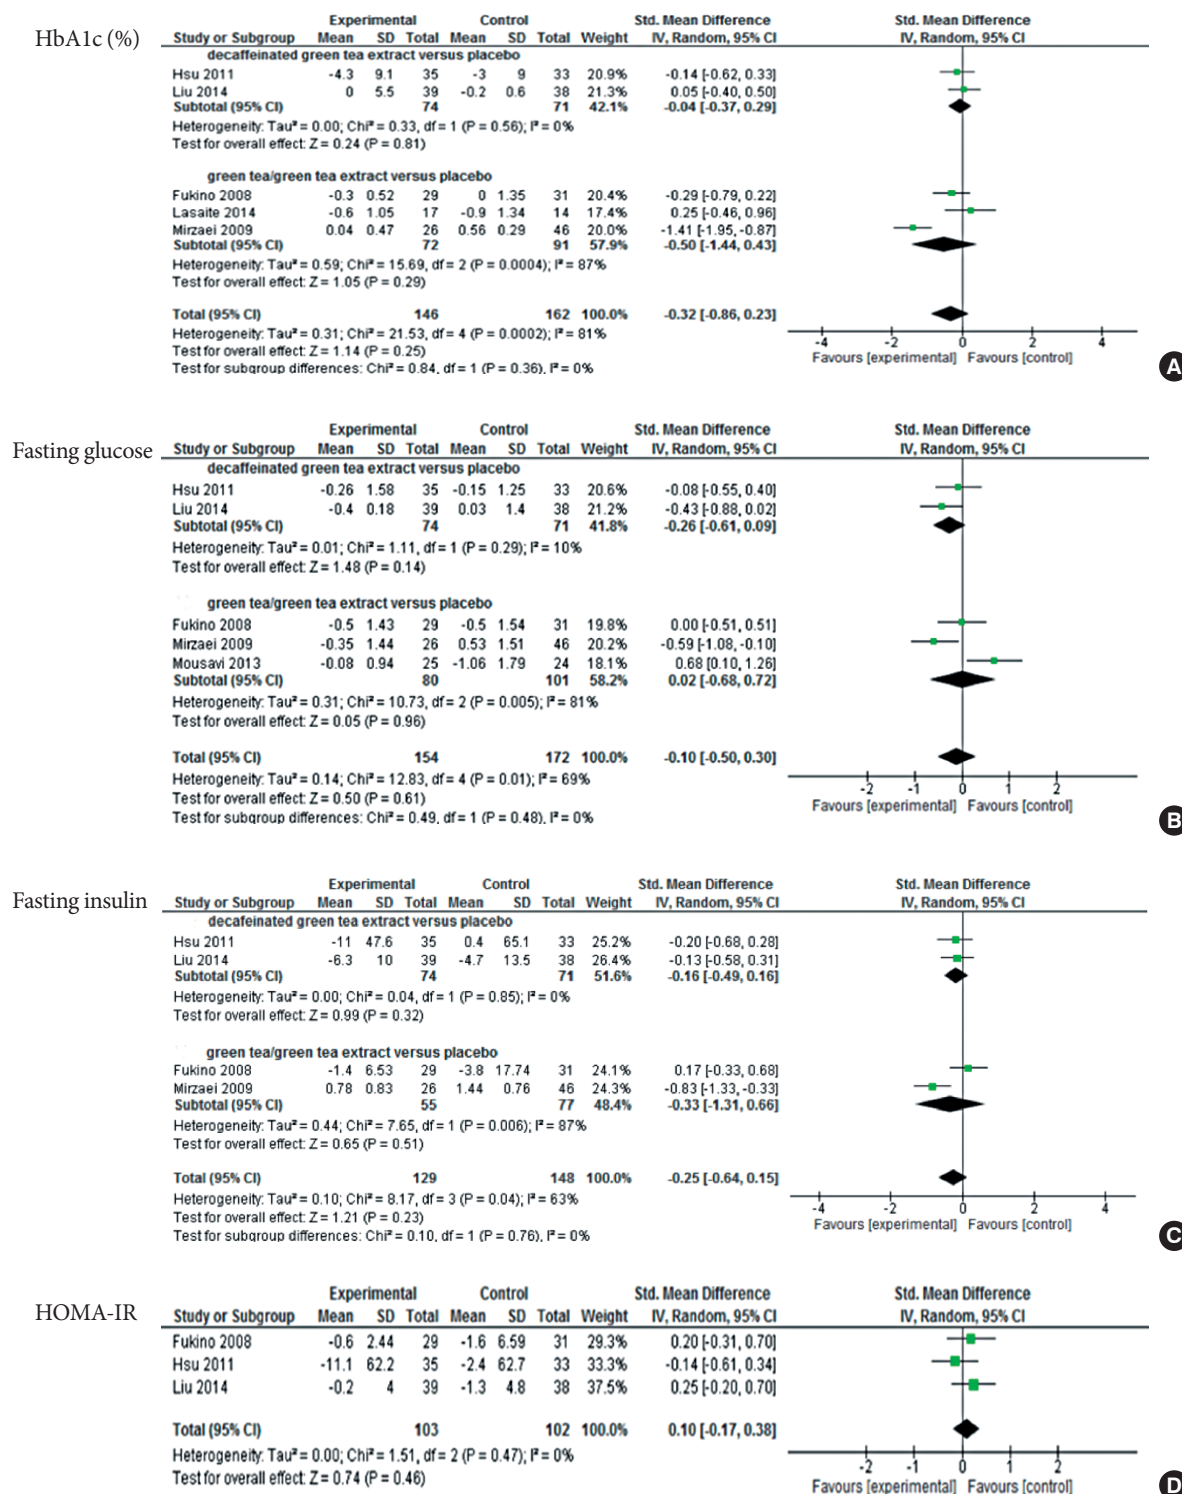 HbA1c (%)
Experimental Control Std. Mean Difference Std. Mean Difference
Study or Subgroup Mean SD Total Mean SD Total Weight IV, Random, 95% CI IV, Random, 95% CI
decaffeinated green tea extract versus placebo
Hsu 2011 -4.3 9.1 35 -3 9 33 20.9% -0.14 [-0.62, 0.33]
Liu 2014 0 5.5 39 -0.2 0.6 38 21.3% 0.05 [-0.40, 0.50]
Subtotal (95% CI) 74 71 42.1% -0.04 [-0.37, 0.29]
Heterogeneity: Tau² = 0.00; Chi² = 0.33, df = 1 (P = 0.56); I² = 0%
Test for overall effect: Z = 0.24 (P = 0.81)
green tea/green tea extract versus placebo
Fukino 2008 -0.3 0.52 29 0 1.35 31 20.4% -0.29 [-0.79, 0.22]
Lasaite 2014 -0.6 1.05 17 -0.9 1.34 14 17.4% 0.25 [-0.46, 0.96]
Mirzaei 2009 0.04 0.47 26 0.56 0.29 46 20.0% -1.41 [-1.95, -0.87]
Subtotal (95% CI) 72 91 57.9% -0.50 [-1.44, 0.43]
Heterogeneity: Tau² = 0.59; Chi² = 15.69, df = 2 (P = 0.0004); I² = 87%
Test for overall effect: Z = 1.05 (P = 0.29)
Total (95% CI) 146 162 100.0% -0.32 [-0.86, 0.23]
Heterogeneity: Tau² = 0.31; Chi² = 21.53, df = 4 (P = 0.0002); I² = 81%
Test for overall effect: Z = 1.14 (P = 0.25)
Test for subgroup differences: Chi² = 0.84, df = 1 (P = 0.36), I² = 0%
-4 -2 0 2 4
Favours [experimental] Favours [control]
A
Fasting glucose
Experimental Control Std. Mean Difference Std. Mean Difference
Study or Subgroup Mean SD Total Mean SD Total Weight IV, Random, 95% CI IV, Random, 95% CI
decaffeinated green tea extract versus placebo
Hsu 2011 -0.26 1.58 35 -0.15 1.25 33 20.6% -0.08 [-0.55, 0.40]
Liu 2014 -0.4 0.18 39 0.03 1.4 38 21.2% -0.43 [-0.88, 0.02]
Subtotal (95% CI) 74 71 41.8% -0.26 [-0.61, 0.09]
Heterogeneity: Tau² = 0.01; Chi² = 1.11, df = 1 (P = 0.29); I² = 10%
Test for overall effect: Z = 1.48 (P = 0.14)
green tea/green tea extract versus placebo
Fukino 2008 -0.5 1.43 29 -0.5 1.54 31 19.8% 0.00 [-0.51, 0.51]
Mirzaei 2009 -0.35 1.44 26 0.53 1.51 46 20.2% -0.59 [-1.08, -0.10]
Mousavi 2013 -0.08 0.94 25 -1.06 1.79 24 18.1% 0.68 [0.10, 1.26]
Subtotal (95% CI) 80 101 58.2% 0.02 [-0.68, 0.72]
Heterogeneity: Tau² = 0.31; Chi² = 10.73, df = 2 (P = 0.005); I² = 81%
Test for overall effect: Z = 0.05 (P = 0.96)
Total (95% CI) 154 172 100.0% -0.10 [-0.50, 0.30]
Heterogeneity: Tau² = 0.14; Chi² = 12.83, df = 4 (P = 0.01); I² = 69%
Test for overall effect: Z = 0.50 (P = 0.61)
Test for subgroup differences: Chi² = 0.49, df = 1 (P = 0.48), I² = 0%
-2 -1 0 1 2
Favours [experimental] Favours [control]
B
Fasting insulin
Experimental Control Std. Mean Difference Std. Mean Difference
Study or Subgroup Mean SD Total Mean SD Total Weight IV, Random, 95% CI IV, Random, 95% CI
decafeinated green tea extract versus placebo
Hsu 2011 -11 47.6 35 0.4 65.1 33 25.2% -0.20 [-0.68, 0.28]
Liu 2014 -6.3 10 39 -4.7 13.5 38 26.4% -0.13 [-0.58, 0.31]
Subtotal (95% CI) 74 71 51.6% -0.16 [-0.49, 0.16]
Heterogeneity: Tau² = 0.00; Chi² = 0.04, df = 1 (P = 0.85); I² = 0%
Test for overall effect: Z = 0.99 (P = 0.32)
green tea/green tea extract versus placebo
Fukino 2008 -1.4 6.53 29 -3.8 17.74 31 24.1% 0.17 [-0.33, 0.68]
Mirzaei 2009 0.78 0.83 26 1.44 0.76 46 24.3% -0.83 [-1.33, -0.33]
Subtotal (95% CI) 55 77 48.4% -0.33 [-1.31, 0.66]
Heterogeneity: Tau² = 0.44; Chi² = 7.65, df = 1 (P = 0.006); I² = 87%
Test for overall effect: Z = 0.65 (P = 0.51)
Total (95% CI) 129 148 100.0% -0.25 [-0.64, 0.15]
Heterogeneity: Tau² = 0.10; Chi² = 8.17, df = 3 (P = 0.04); I² = 63%
Test for overall effect: Z = 1.21 (P = 0.23)
Test for subgroup differences: Chi² = 0.10, df = 1 (P = 0.76), I² = 0%
-4 -2 0 2 4
Favours [experimental] Favours [control]
C
HOMA-IR
Experimental Control Std. Mean Difference Std. Mean Difference
Study or Subgroup Mean SD Total Mean SD Total Weight IV, Random, 95% CI IV, Random, 95% CI
Fukino 2008 -0.6 2.44 29 -1.6 6.59 31 29.3% 0.20 [-0.31, 0.70]
Hsu 2011 -11.1 62.2 35 -2.4 62.7 33 33.3% -0.14 [-0.61, 0.34]
Liu 2014 -0.2 4 39 -1.3 4.8 38 37.5% 0.25 [-0.20, 0.70]
Total (95% CI) 103 102 100.0% 0.10 [-0.17, 0.38]
Heterogeneity: Tau² = 0.00; Chi² = 1.51, df = 2 (P = 0.47); I² = 0%
Test for overall effect: Z = 0.74 (P = 0.46)
-2 -1 0 1 2
Favours [experimental] Favours [control]
D